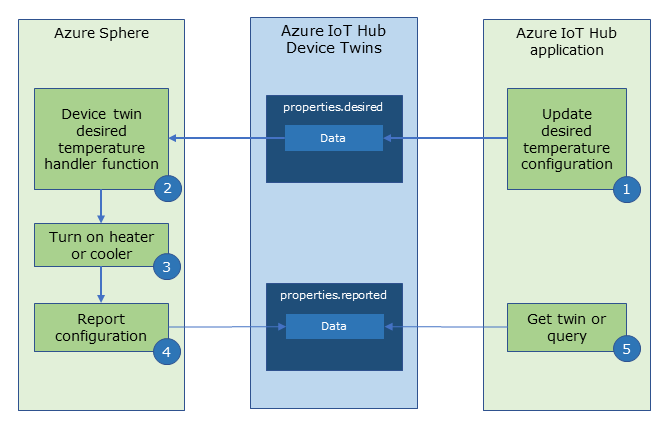 Azure Sphere
Device twin
desired
temperature
handler function
2
Turn on heater
or cooler
3
Report
configuration
4
Azure IoT Hub
Device Twins
properties.desired
Data
properties.reported
Data
Azure IoT Hub
application
Update
desired
temperature
configuration
1
Get twin or
query
5